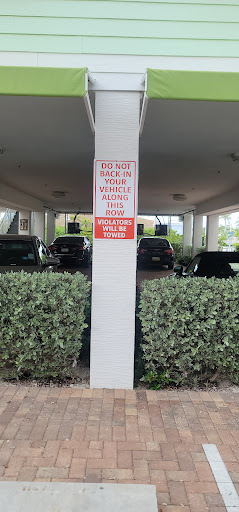 DO NOT
BACK-IN
YOUR
VEHICLE
ALONG
THIS
ROW
VIOLATORS
WILL BE
TOWED